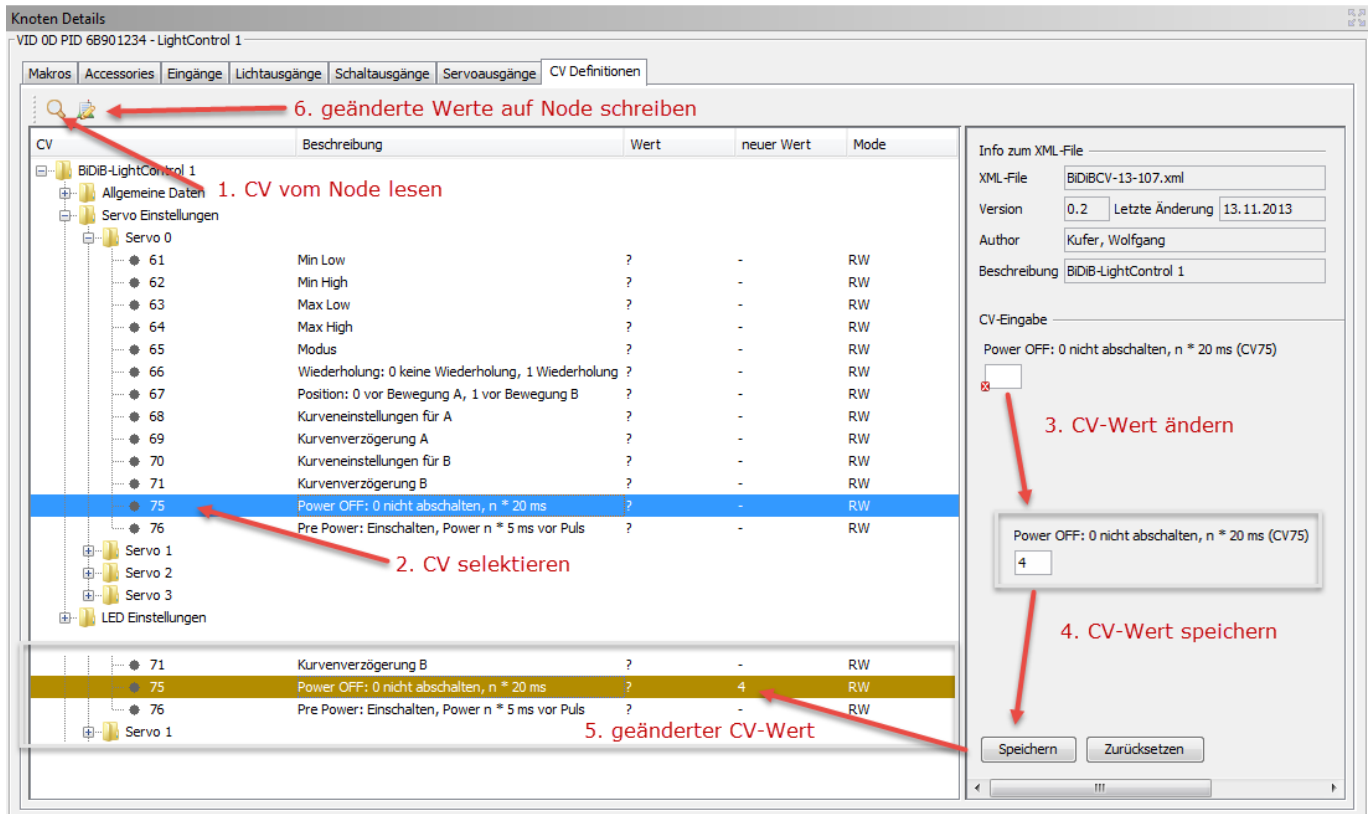 Knoten Details
VID 0D PID 6B901234 - LightControl 1
Makros Accessories Eingänge Lichtausgänge Schaltausgänge Servoausgänge CV Definitionen
6. geänderte Werte auf Node schreiben
CV Beschreibung Wert neuer Wert Mode
BiDiB-LightControl 1
Allgemeine Daten
1. CV vom Node lesen
Servo Einstellungen
Servo 0
61 Min Low ? - RW
62 Min High ? - RW
63 Max Low ? - RW
64 Max High ? - RW
65 Modus ? - RW
66 Wiederholung: 0 keine Wiederholung, 1 Wiederholung ? - RW
67 Position: 0 vor Bewegung A, 1 vor Bewegung B ? - RW
68 Kurveneinstellungen für A ? - RW
69 Kurvenverzögerung A ? - RW
70 Kurveneinstellungen für B ? - RW
71 Kurvenverzögerung B ? - RW
75 Power OFF: 0 nicht abschalten, n * 20 ms ? - RW
76 Pre Power: Einschalten, Power n * 5 ms vor Puls ? - RW
Servo 1
2. CV selektieren
Servo 2
Servo 3
LED Einstellungen
71 Kurvenverzögerung B ? - RW
75 Power OFF: 0 nicht abschalten, n * 20 ms ? 4 RW
76 Pre Power: Einschalten, Power n * 5 ms vor Puls ? - RW
Servo 1
5. geänderter CV-Wert
Info zum XML-File
XML-File BiDiBCV-13-107.xml
Version 0.2 Letzte Änderung 13.11.2013
Author Kufer, Wolfgang
Beschreibung BiDiB-LightControl 1
CV-Eingabe
Power OFF: 0 nicht abschalten, n * 20 ms (CV75)
3. CV-Wert ändern
Power OFF: 0 nicht abschalten, n * 20 ms (CV75)
4
4. CV-Wert speichern
Speichern Zurücksetzen